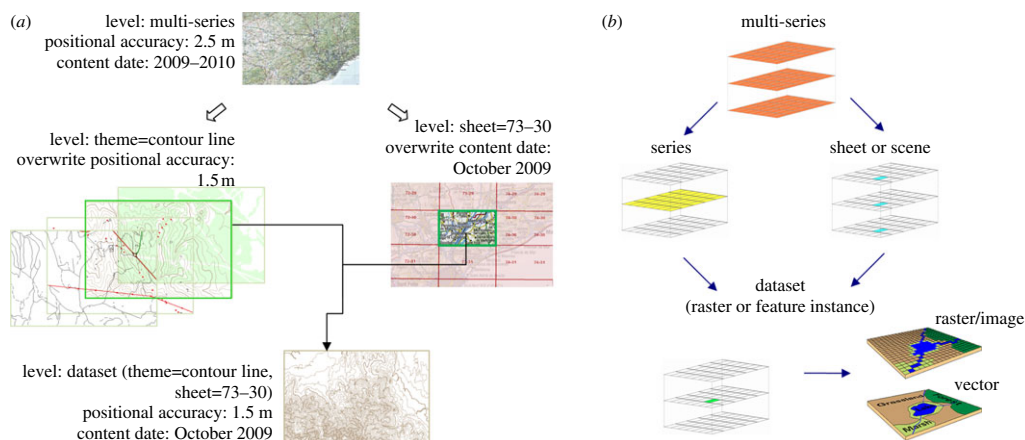 (a)
level: multi-series
positional accuracy: 2.5 m
content date: 2009–2010
level: theme=contour line
overwrite positional accuracy:
1.5 m
level: sheet=73–30
overwrite content date:
October 2009
level: dataset (theme=contour line,
sheet=73–30)
positional accuracy: 1.5 m
content date: October 2009
(b)
multi-series
series
sheet or scene
dataset
(raster or feature instance)
raster/image
vector
Grassland
Marsh